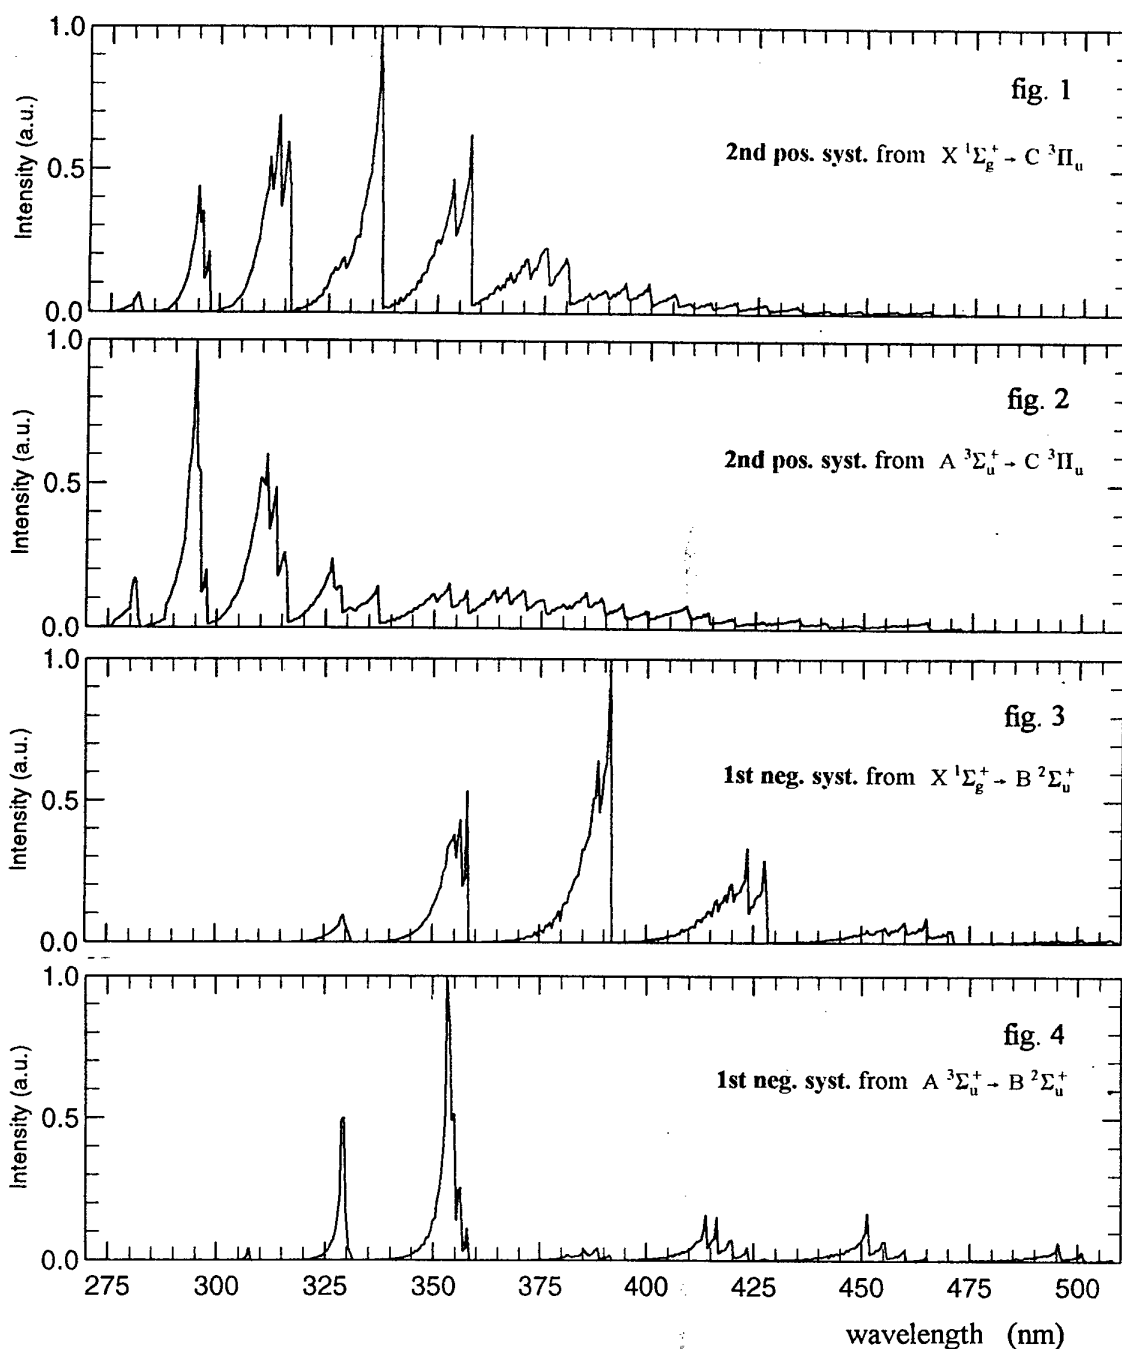 1.0
fig. 1
Intensity (a.u.)
2nd pos. syst. from X ¹Σg⁺ → C ³Πu
0.5
0.0
1.0
fig. 2
Intensity (a.u.)
2nd pos. syst. from A ³Σu⁺ → C ³Πu
0.5
0.0
1.0
fig. 3
Intensity (a.u.)
1st neg. syst. from X ¹Σg⁺ → B ²Σu⁺
0.5
0.0
1.0
fig. 4
Intensity (a.u.)
1st neg. syst. from A ³Σu⁺ → B ²Σu⁺
0.5
0.0
275 300 325 350 375 400 425 450 475 500
wavelength (nm)